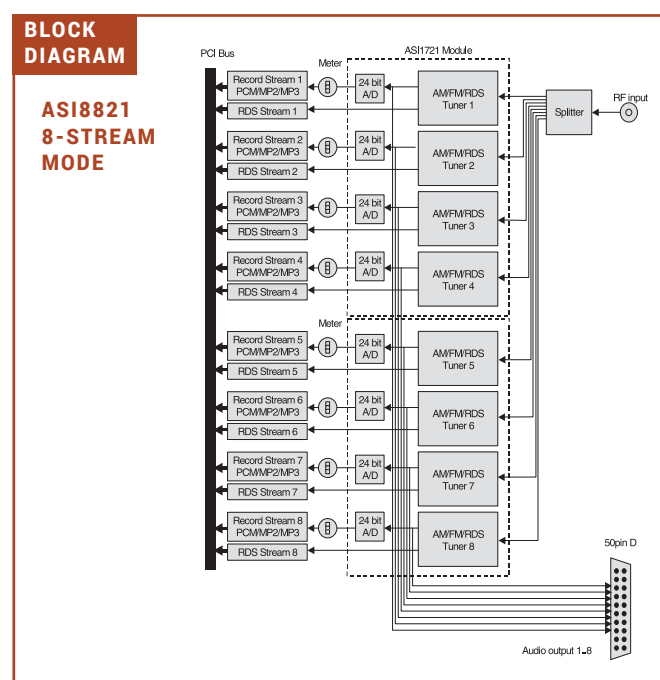 BLOCK
DIAGRAM
ASI8821
8-STREAM
MODE
PCI Bus
Meter
ASI1721 Module
Record Stream 1
PCM/MP2/MP3
24 bit
A/D
AM/FM/RDS
Tuner 1
RDS Stream 1
Splitter
RF input
Record Stream 2
PCM/MP2/MP3
24 bit
A/D
AM/FM/RDS
Tuner 2
RDS Stream 2
Record Stream 3
PCM/MP2/MP3
24 bit
A/D
AM/FM/RDS
Tuner 3
RDS Stream 3
Record Stream 4
PCM/MP2/MP3
24 bit
A/D
AM/FM/RDS
Tuner 4
RDS Stream 4
Meter
Record Stream 5
PCM/MP2/MP3
24 bit
A/D
AM/FM/RDS
Tuner 5
RDS Stream 5
Record Stream 6
PCM/MP2/MP3
24 bit
A/D
AM/FM/RDS
Tuner 6
RDS Stream 6
Record Stream 7
PCM/MP2/MP3
24 bit
A/D
AM/FM/RDS
Tuner 7
RDS Stream 7
Record Stream 8
PCM/MP2/MP3
24 bit
A/D
AM/FM/RDS
Tuner 8
RDS Stream 8
50pin D
Audio output 1-8